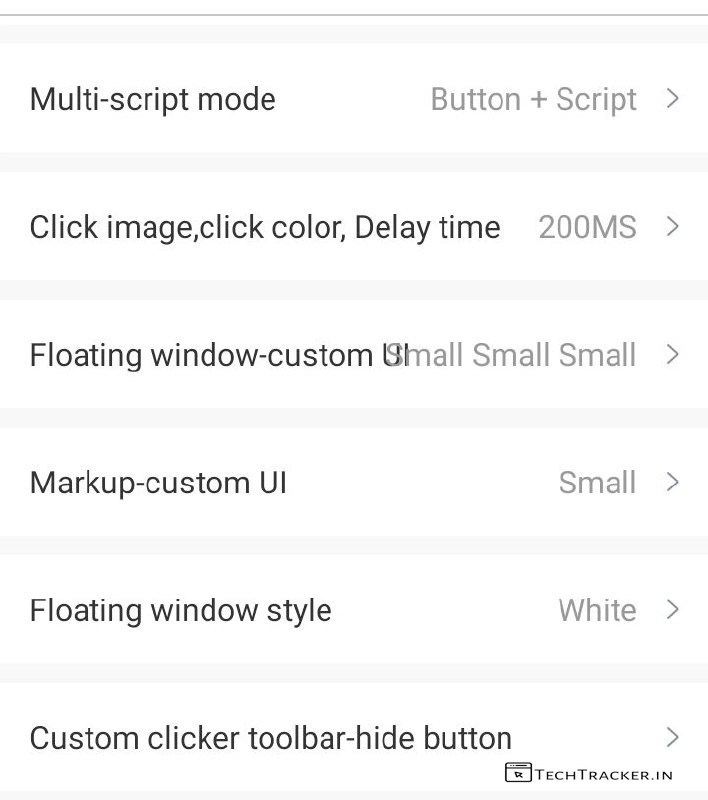 Multi-script mode Button + Script
Click image,click color, Delay time 200MS
Floating window-custom UI Small Small Small
Markup-custom UI Small
Floating window style White
Custom clicker toolbar-hide button
TECHTRACKER.IN